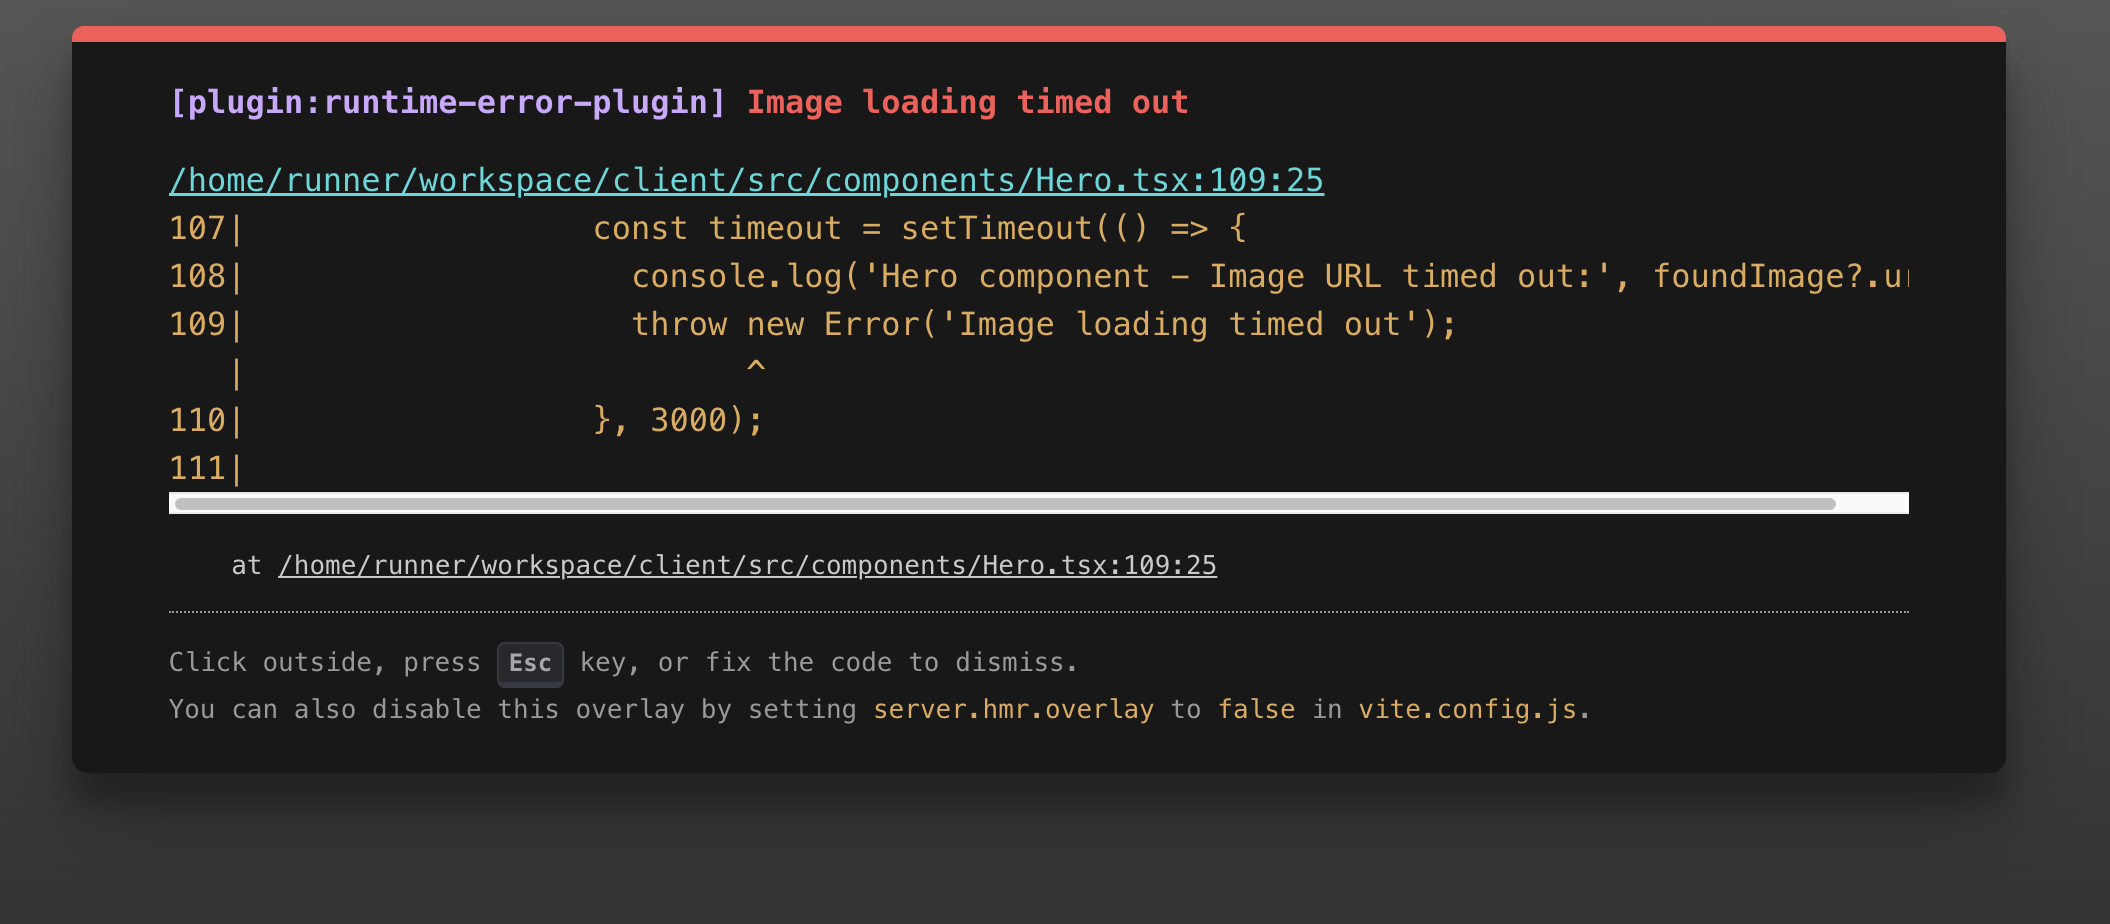 [plugin:runtime-error-plugin] Image loading timed out
/home/runner/workspace/client/src/components/Hero.tsx:109:25
107|                  const timeout = setTimeout(() => {
108|                    console.log('Hero component - Image URL timed out:', foundImage?.ur
109|                    throw new Error('Image loading timed out');
   |                          ^
110|                  }, 3000);
111|
at /home/runner/workspace/client/src/components/Hero.tsx:109:25
Click outside, press Esc key, or fix the code to dismiss.
You can also disable this overlay by setting server.hmr.overlay to false in vite.config.js.